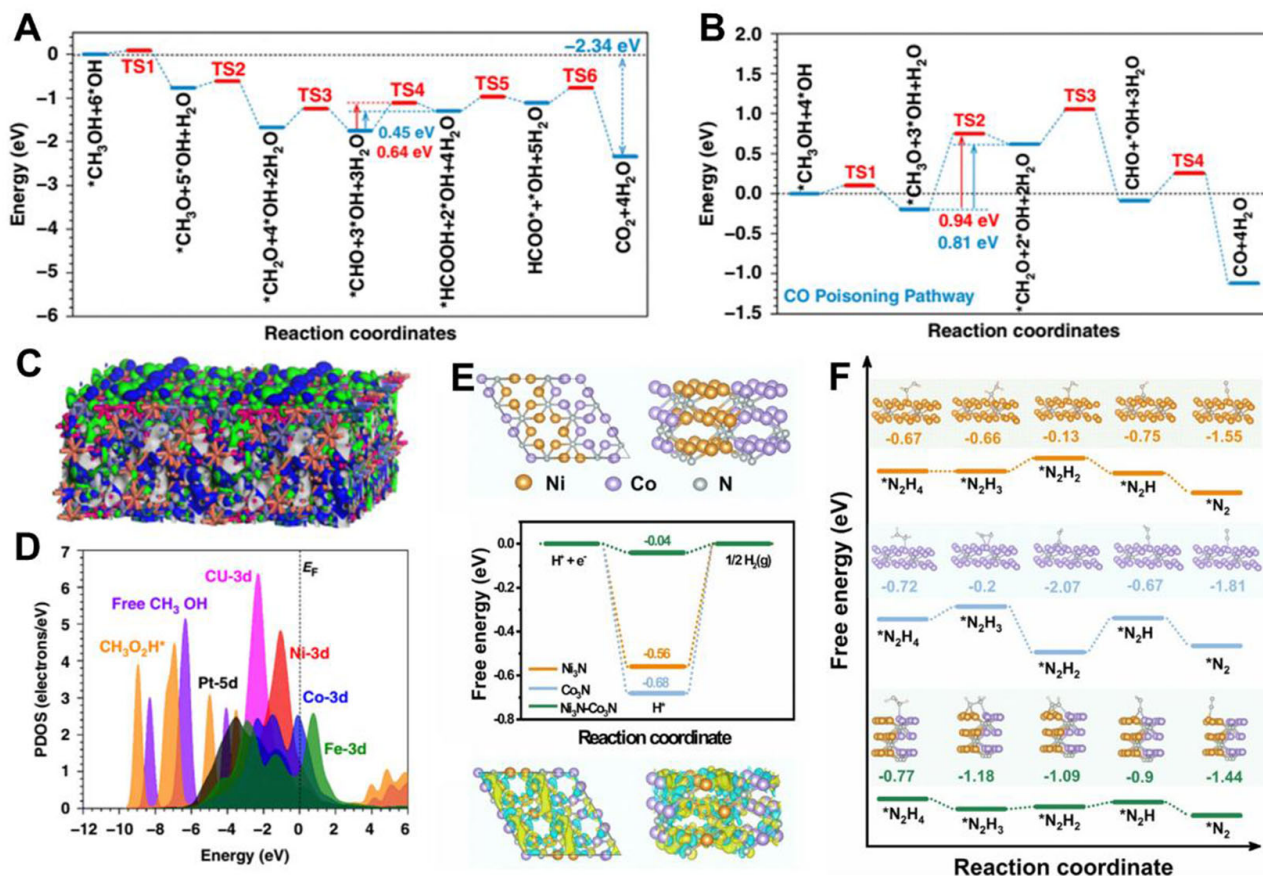 A
Energy (eV)
0
−1
−2
−3
−4
−5
−6
*CH₃OH+6*OH
TS1
*CH₃O+5*OH+H₂O
TS2
*CH₂O+4*OH+2H₂O
TS3
*CHO+3*OH+3H₂O
TS4
0.45 eV
0.64 eV
*HCOOH+2*OH+4H₂O
TS5
HCOO*+*OH+5H₂O
TS6
−2.34 eV
CO₂+4H₂O
Reaction coordinates
B
Energy (eV)
2.0
1.5
1.0
0.5
0.0
−0.5
−1.0
−1.5
*CH₃OH+4*OH
TS1
*CH₃O+3*OH+H₂O
TS2
0.94 eV
0.81 eV
*CH₂O+2*OH+2H₂O
TS3
CHO+*OH+3H₂O
TS4
CO+4H₂O
CO Poisoning Pathway
Reaction coordinates
C
D
PDOS (electrons/eV)
7
6
5
4
3
2
1
0
E_F
CU-3d
Free CH₃ OH
CH₃O₂H*
Ni-3d
Pt-5d
Co-3d
Fe-3d
−12 −10 −8 −6 −4 −2 0 2 4 6
Energy (eV)
E
Ni Co N
Free energy (eV)
0.0
-0.2
-0.4
-0.6
-0.8
H⁺ + e⁻
-0.04
1/2 H₂(g)
-0.56
-0.68
Ni₃N
Co₃N
Ni₃N-Co₃N
H*
Reaction coordinate
F
Free energy (eV)
-0.67 -0.66 -0.13 -0.75 -1.55
*N₂H₄ *N₂H₃ *N₂H₂ *N₂H *N₂
-0.72 -0.2 -2.07 -0.67 -1.81
*N₂H₄ *N₂H₃ *N₂H₂ *N₂H *N₂
-0.77 -1.18 -1.09 -0.9 -1.44
*N₂H₄ *N₂H₃ *N₂H₂ *N₂H *N₂
Reaction coordinate